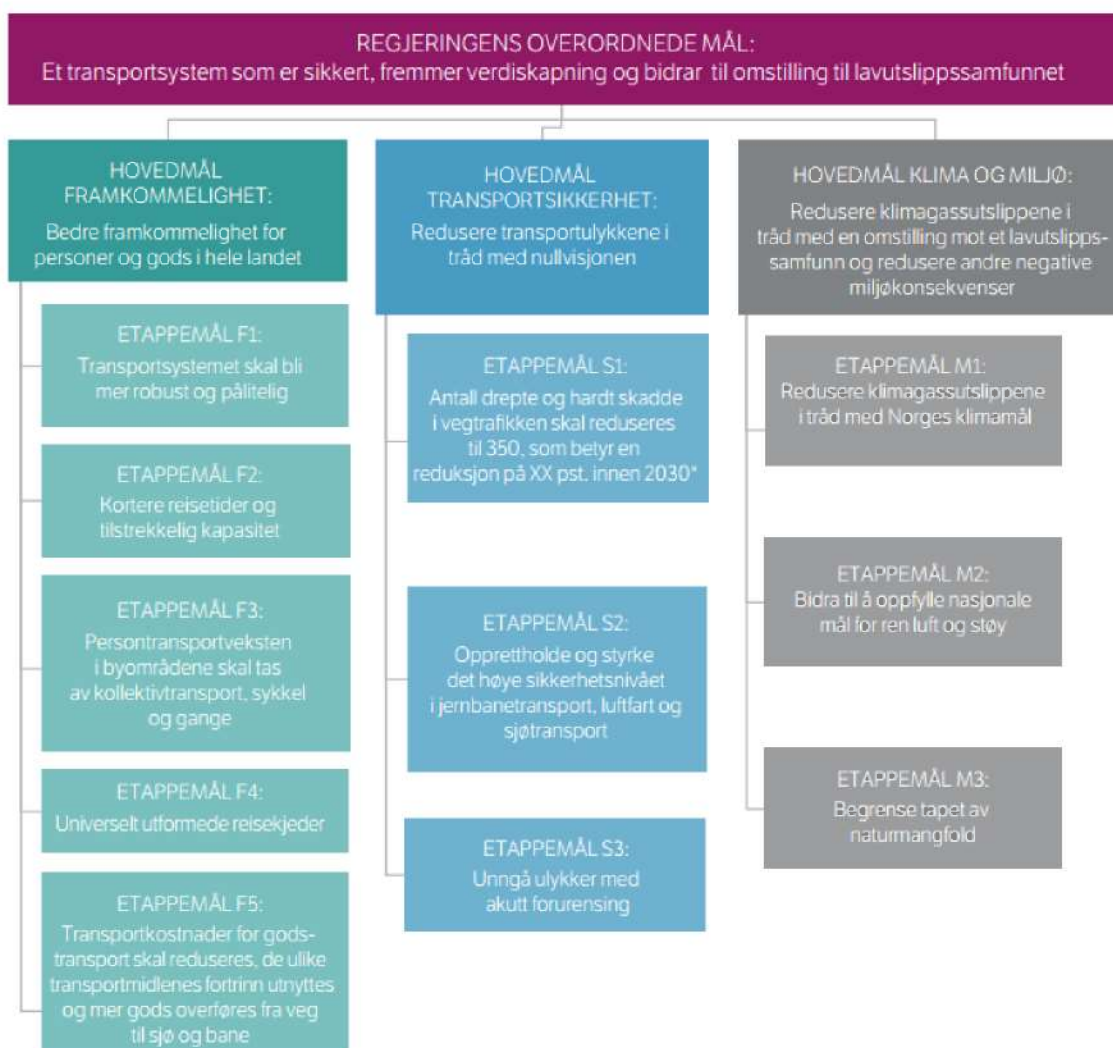 REGJERINGENS OVERORDNEDE MÅL:
Et transportsystem som er sikkert, fremmer verdiskapning og bidrar til omstilling til lavutslippssamfunnet
HOVEDMÅL
FRAMKOMMELIGHET:
Bedre framkommelighet for
personer og gods i hele landet
ETAPPEMÅL F1:
Transportsystemet skal bli
mer robust og pålitelig
ETAPPEMÅL F2:
Kortere reisetider og
tilstrekkelig kapasitet
ETAPPEMÅL F3:
Persontransportveksten
i byområdene skal tas
av kollektivtransport, sykkel
og gange
ETAPPEMÅL F4:
Universelt utformede reisekjeder
ETAPPEMÅL F5:
Transportkostnader for gods-
transport skal reduseres, de ulike
transportmidlenes fortrinn utnyttes
og mer gods overføres fra veg
til sjø og bane
HOVEDMÅL
TRANSPORTSIKKERHET:
Redusere transportulykkene i
tråd med nullvisjonen
ETAPPEMÅL S1:
Antall drepte og hardt skadde
i vegtrafikken skal reduseres
til 350, som betyr en
reduksjon på XX pst. innen 2030*
ETAPPEMÅL S2:
Opprettholde og styrke
det høye sikkerhetsnivået
i jernbanetransport, luftfart og
sjøtransport
ETAPPEMÅL S3:
Unngå ulykker med
akutt forurensing
HOVEDMÅL KLIMA OG MILJØ:
Redusere klimagassutslippene i
tråd med en omstilling mot et lavutslipps-
samfunn og redusere andre negative
miljøkonsekvenser
ETAPPEMÅL M1:
Redusere klimagassutslippene
i tråd med Norges klimamål
ETAPPEMÅL M2:
Bidra til å oppfylle nasjonale
mål for ren luft og støy
ETAPPEMÅL M3:
Begrense tapet av
naturmangfold